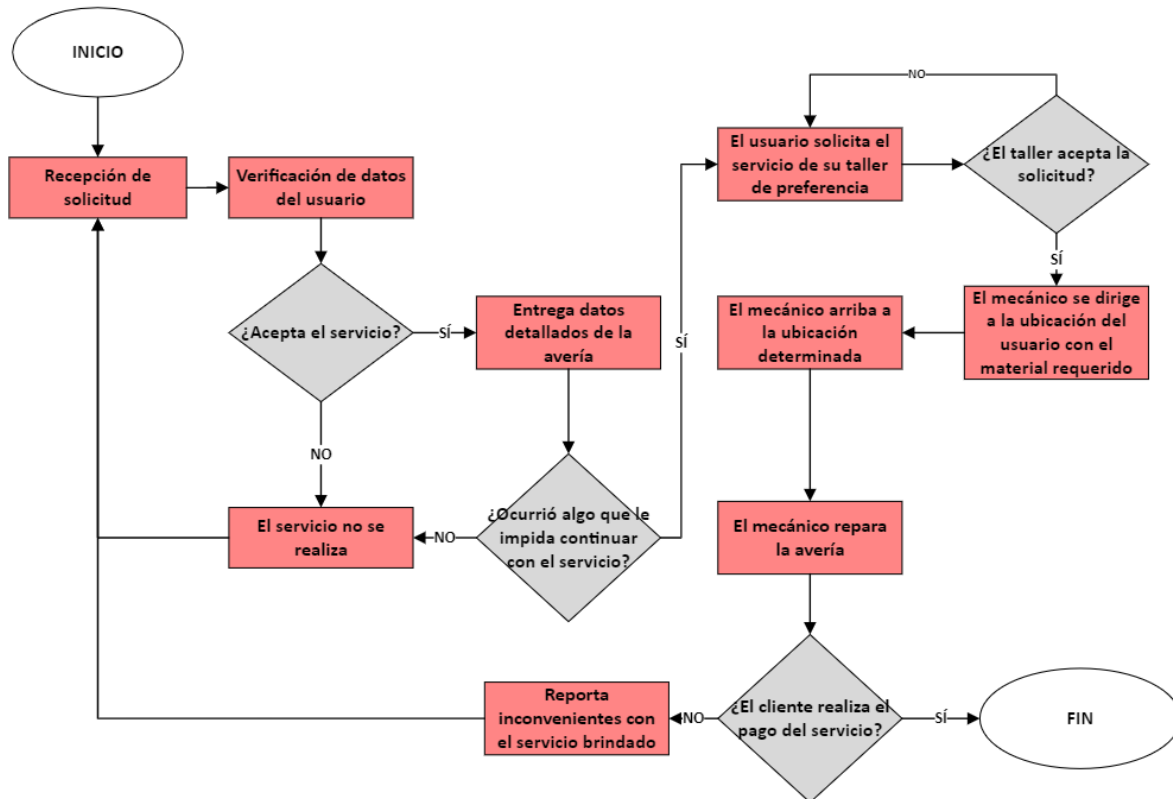 INICIO
Recepción de
solicitud
Verificación de datos
del usuario
¿Acepta el servicio?
SÍ
NO
Entrega datos
detallados de la
avería
¿Ocurrió algo que le
impida continuar
con el servicio?
NO
SÍ
El servicio no se
realiza
El usuario solicita el
servicio de su taller
de preferencia
¿El taller acepta la
solicitud?
NO
SÍ
El mecánico se dirige
a la ubicación del
usuario con el
material requerido
El mecánico arriba a
la ubicación
determinada
El mecánico repara
la avería
¿El cliente realiza el
pago del servicio?
NO
SÍ
Reporta
inconvenientes con
el servicio brindado
FIN